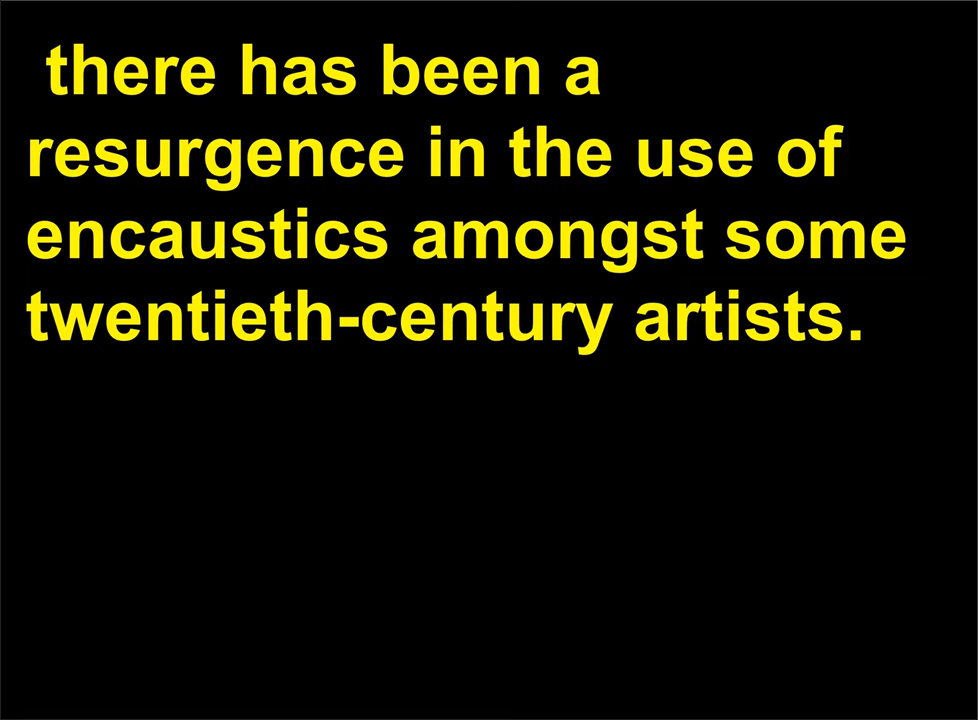 there has been a
resurgence in the use of
encaustics amongst some
twentieth-century artists.